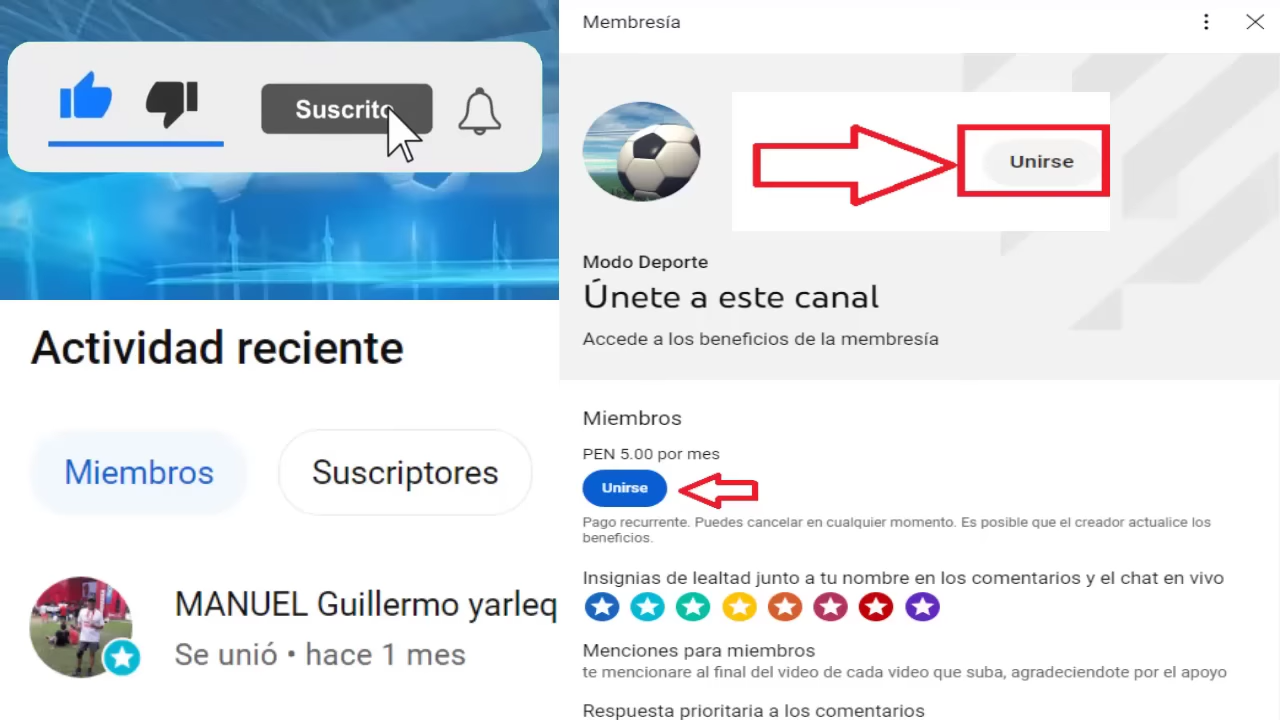 Suscrito
Actividad reciente
Miembros
Suscriptores
MANUEL Guillermo yarleq
Se unió • hace 1 mes
Membresía
Unirse
Modo Deporte
Únete a este canal
Accede a los beneficios de la membresía
Miembros
PEN 5.00 por mes
Unirse
Pago recurrente. Puedes cancelar en cualquier momento. Es posible que el creador actualice los
beneficios.
Insignias de lealtad junto a tu nombre en los comentarios y el chat en vivo
Menciones para miembros
te mencionare al final del video de cada video que suba, agradeciendote por el apoyo
Respuesta prioritaria a los comentarios